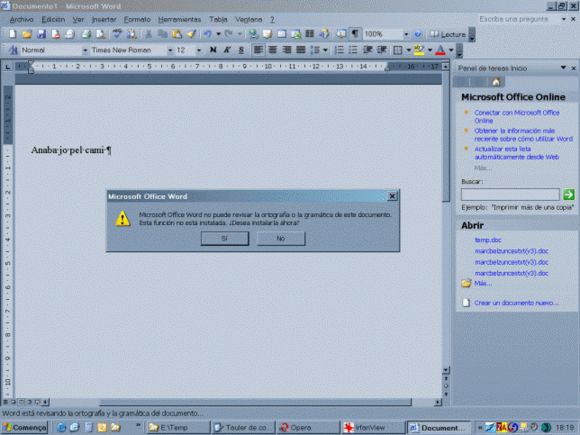 Documento1 - Microsoft Word
Archivo Edición Ver Insertar Formato Herramientas Tabla Ventana ?
Escriba una pregunta
100% Lectura
Normal Times New Roman 12 N K S
Panel de tareas Inicio
Microsoft Office Online
Conectar con Microsoft Office
Online
Obtener la información más
reciente sobre cómo utilizar Word
Actualizar esta lista
automáticamente desde Web
Más...
Buscar:
Ejemplo: "Imprimir más de una copia"
Abrir
temp.doc
marcbelzuncestxt(v3).doc
marcbelzuncestxt(v3).doc
marcbelzuncestxt(v3).doc
Más...
Crear un documento nuevo...
Anaba·jo·pel·cami·¶
Microsoft Office Word
Microsoft Office Word no puede revisar la ortografía o la gramática de este documento.
Esta función no está instalada. ¿Desea instalarla ahora?
Sí No
Word está revisando la ortografía y la gramática del documento...
Començo E:\Temp Tauler de co... Opera IrfanView Document... 18:19